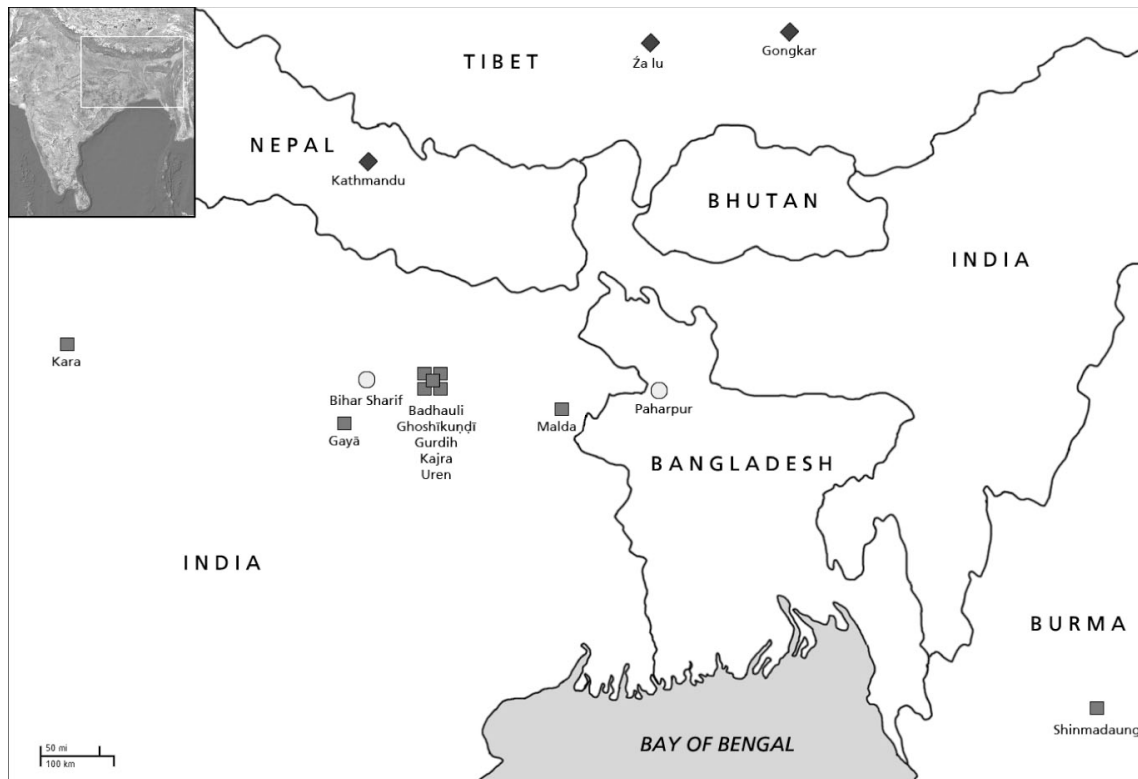 TIBET
Źa lu
Gongkar
NEPAL
Kathmandu
BHUTAN
INDIA
Kara
Bihar Sharif
Gayā
Badhauli
Ghoshīkuṇḍī
Gurdih
Kajra
Uren
Malda
Paharpur
BANGLADESH
INDIA
BURMA
Shinmadaung
BAY OF BENGAL
50 mi
100 km